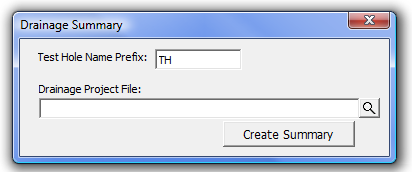 Drainage Summary
Test Hole Name Prefix: TH
Drainage Project File:
Create Summary